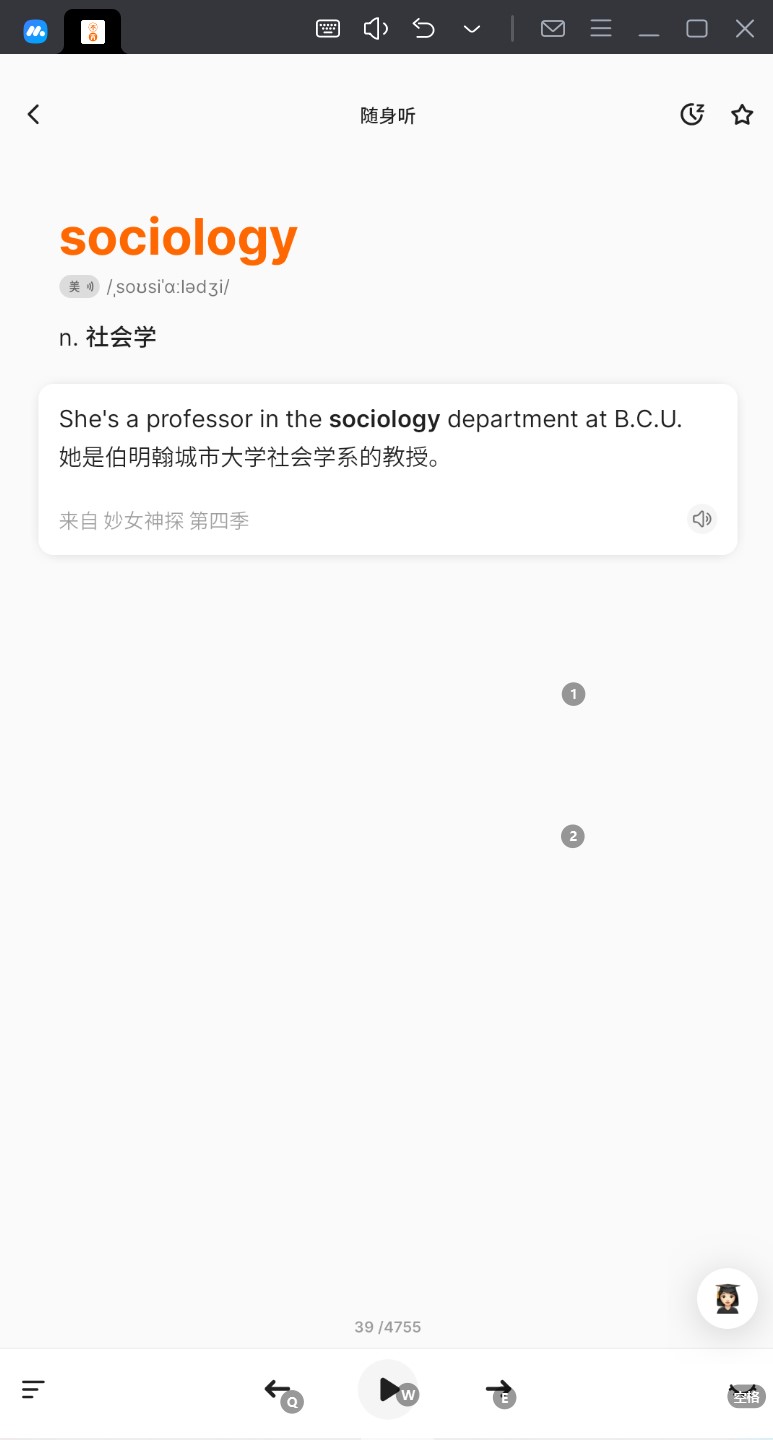 随身听
sociology
美 /ˌsoʊsiˈɑːlədʒi/
n. 社会学
She's a professor in the sociology department at B.C.U.
她是伯明翰城市大学社会学系的教授。
来自 妙女神探 第四季
1
2
39 /4755
Q W E 空格